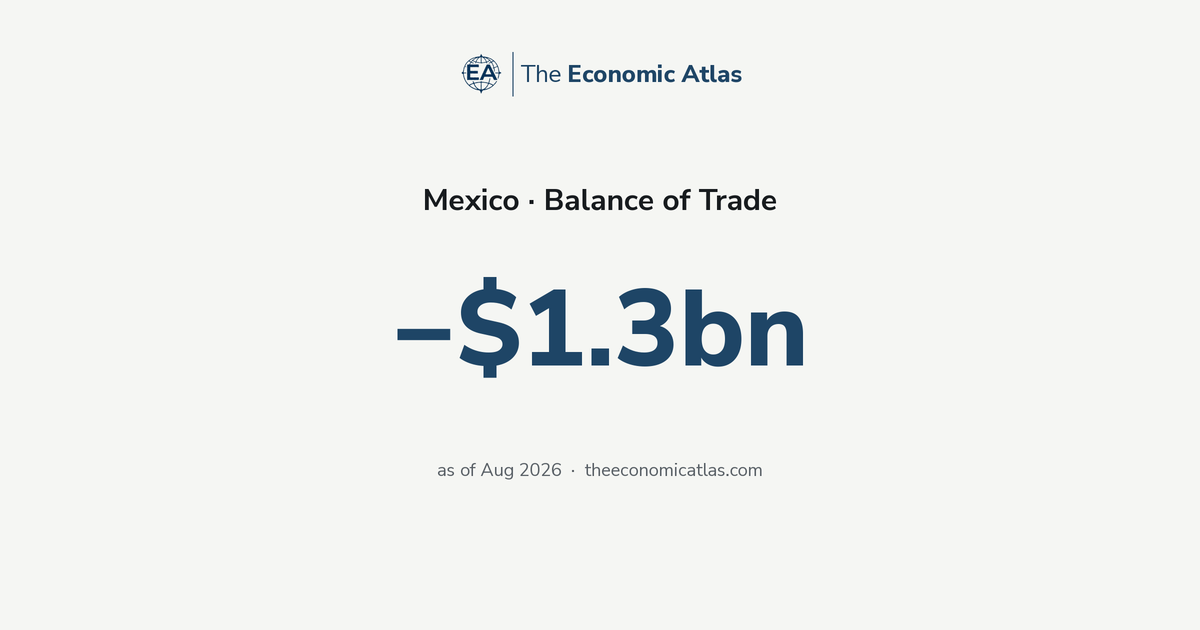 EA The Economic Atlas
Mexico · Balance of Trade
−$1.3bn
as of Aug 2026 · theeconomicatlas.com